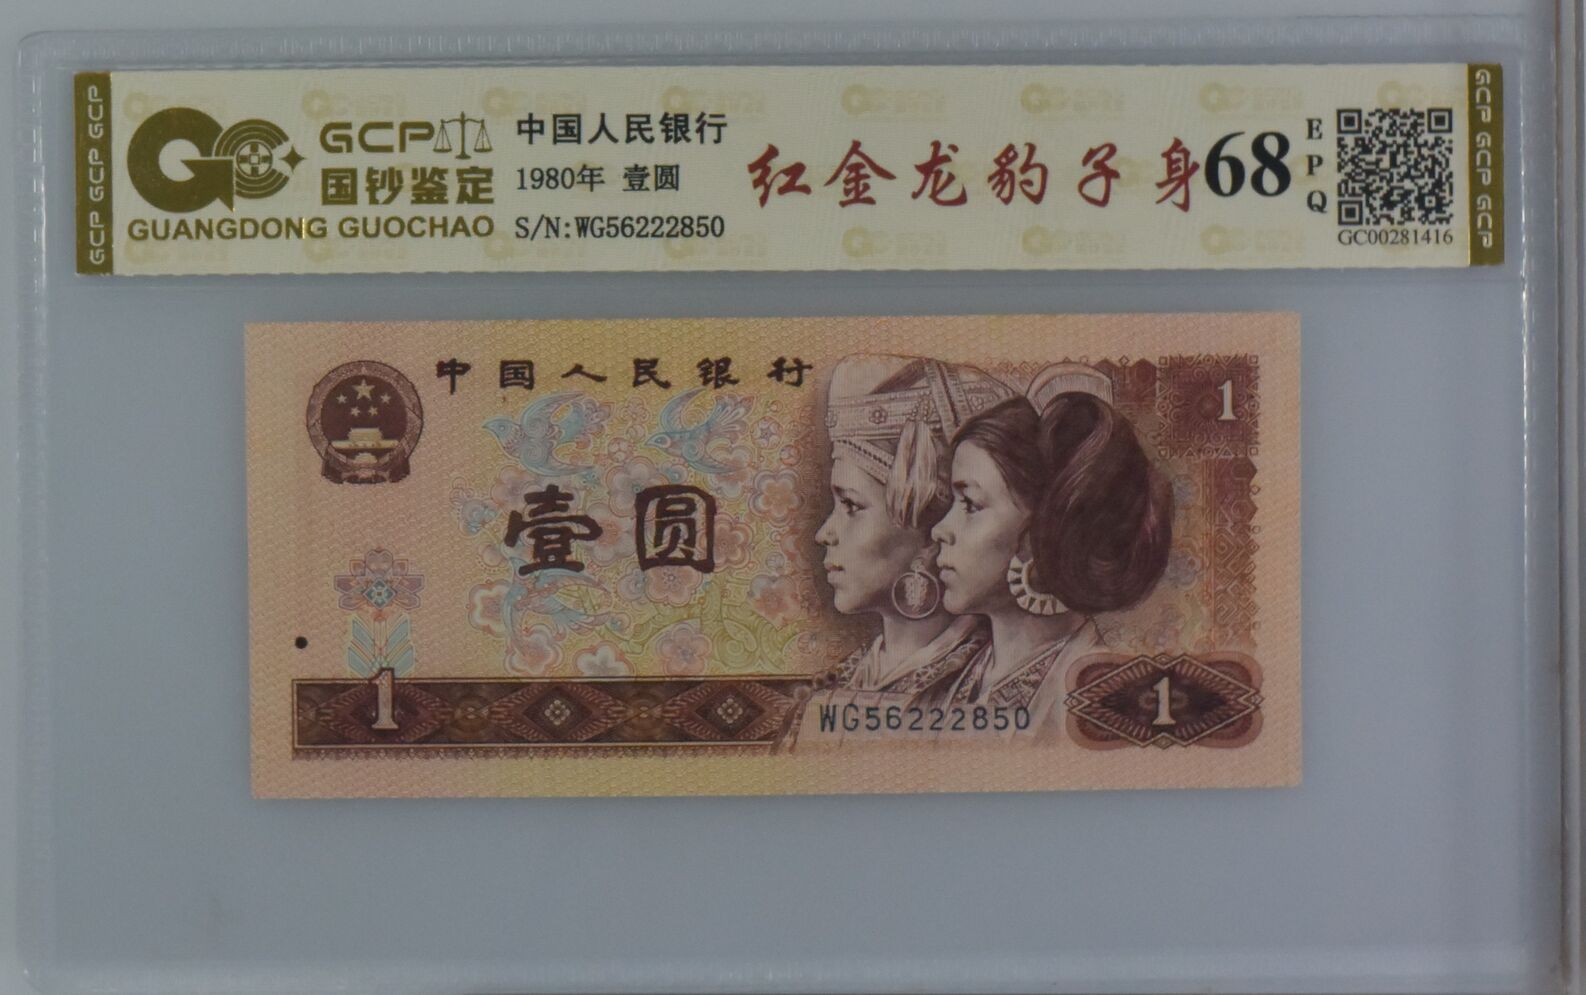 GCP GCP GCP
GCP
国钞鉴定
GUANGDONG GUOCHAO
中国人民银行
1980年 壹圆
S/N:WG56222850
红金龙豹子身
68
EPQ
GC00281416
GCP GCP GCP
中国人民银行
1
壹圆
1
WG56222850
1